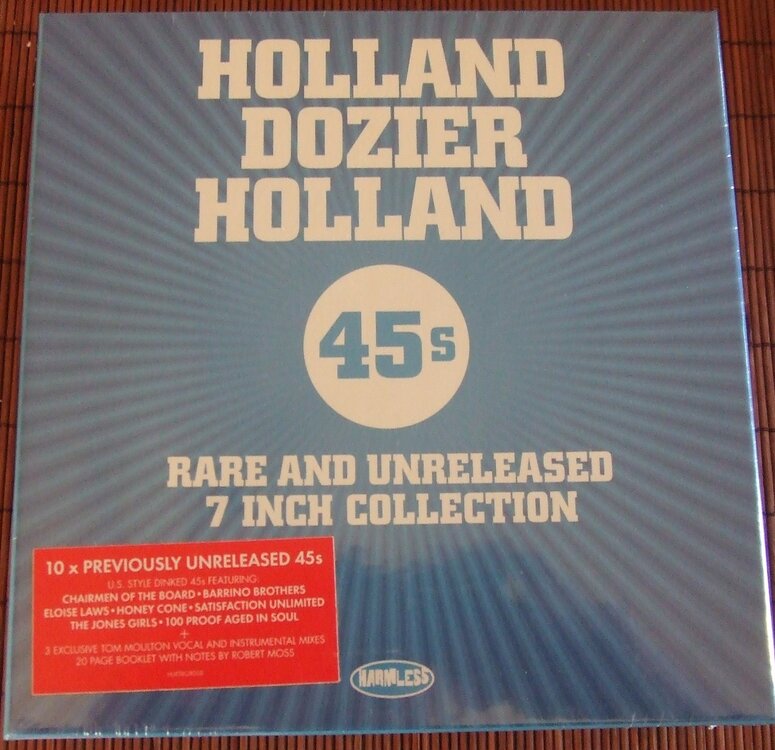 HOLLAND
DOZIER
HOLLAND
45s
RARE AND UNRELEASED
7 INCH COLLECTION
10 x PREVIOUSLY UNRELEASED 45s
U.S. STYLE DINKED 45s FEATURING:
CHAIRMEN OF THE BOARD • BARRINO BROTHERS
ELOISE LAWS • HONEY CONE • SATISFACTION UNLIMITED
THE JONES GIRLS • 100 PROOF AGED IN SOUL
+
3 EXCLUSIVE TOM MOULTON VOCAL AND INSTRUMENTAL MIXES
20 PAGE BOOKLET WITH NOTES BY ROBERT MOSS
HARMLESS